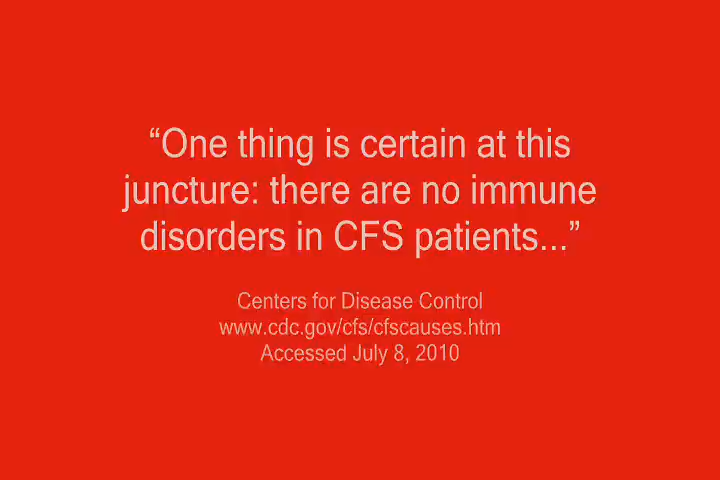 “One thing is certain at this
juncture: there are no immune
disorders in CFS patients...”
Centers for Disease Control
www.cdc.gov/cfs/cfscauses.htm
Accessed July 8, 2010